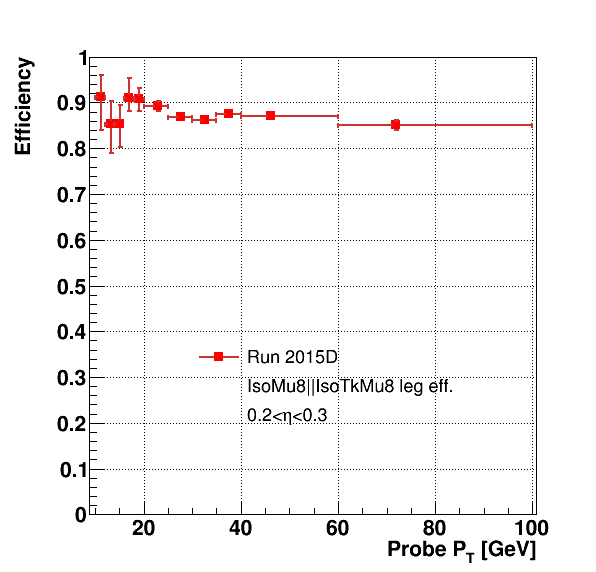 Efficiency
1
0.9
0.8
0.7
0.6
0.5
0.4
0.3
0.2
0.1
0
Run 2015D
IsoMu8||IsoTkMu8 leg eff.
0.2<η<0.3
20 40 60 80 100
Probe P_T [GeV]